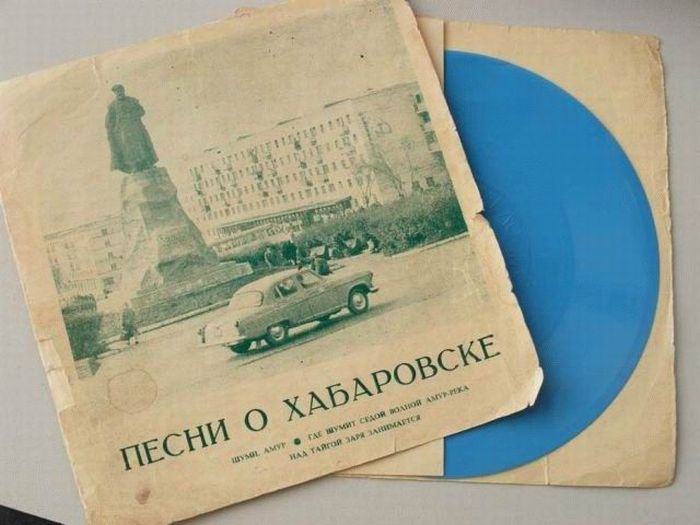 ПЕСНИ О ХАБАРОВСКЕ
ШУМИ, АМУР ● ГДЕ ШУМИТ СЕДОЙ ВОЛНОЙ АМУР-РЕКА
НАД ТАЙГОЙ ЗАРЯ ЗАНИМАЕТСЯ